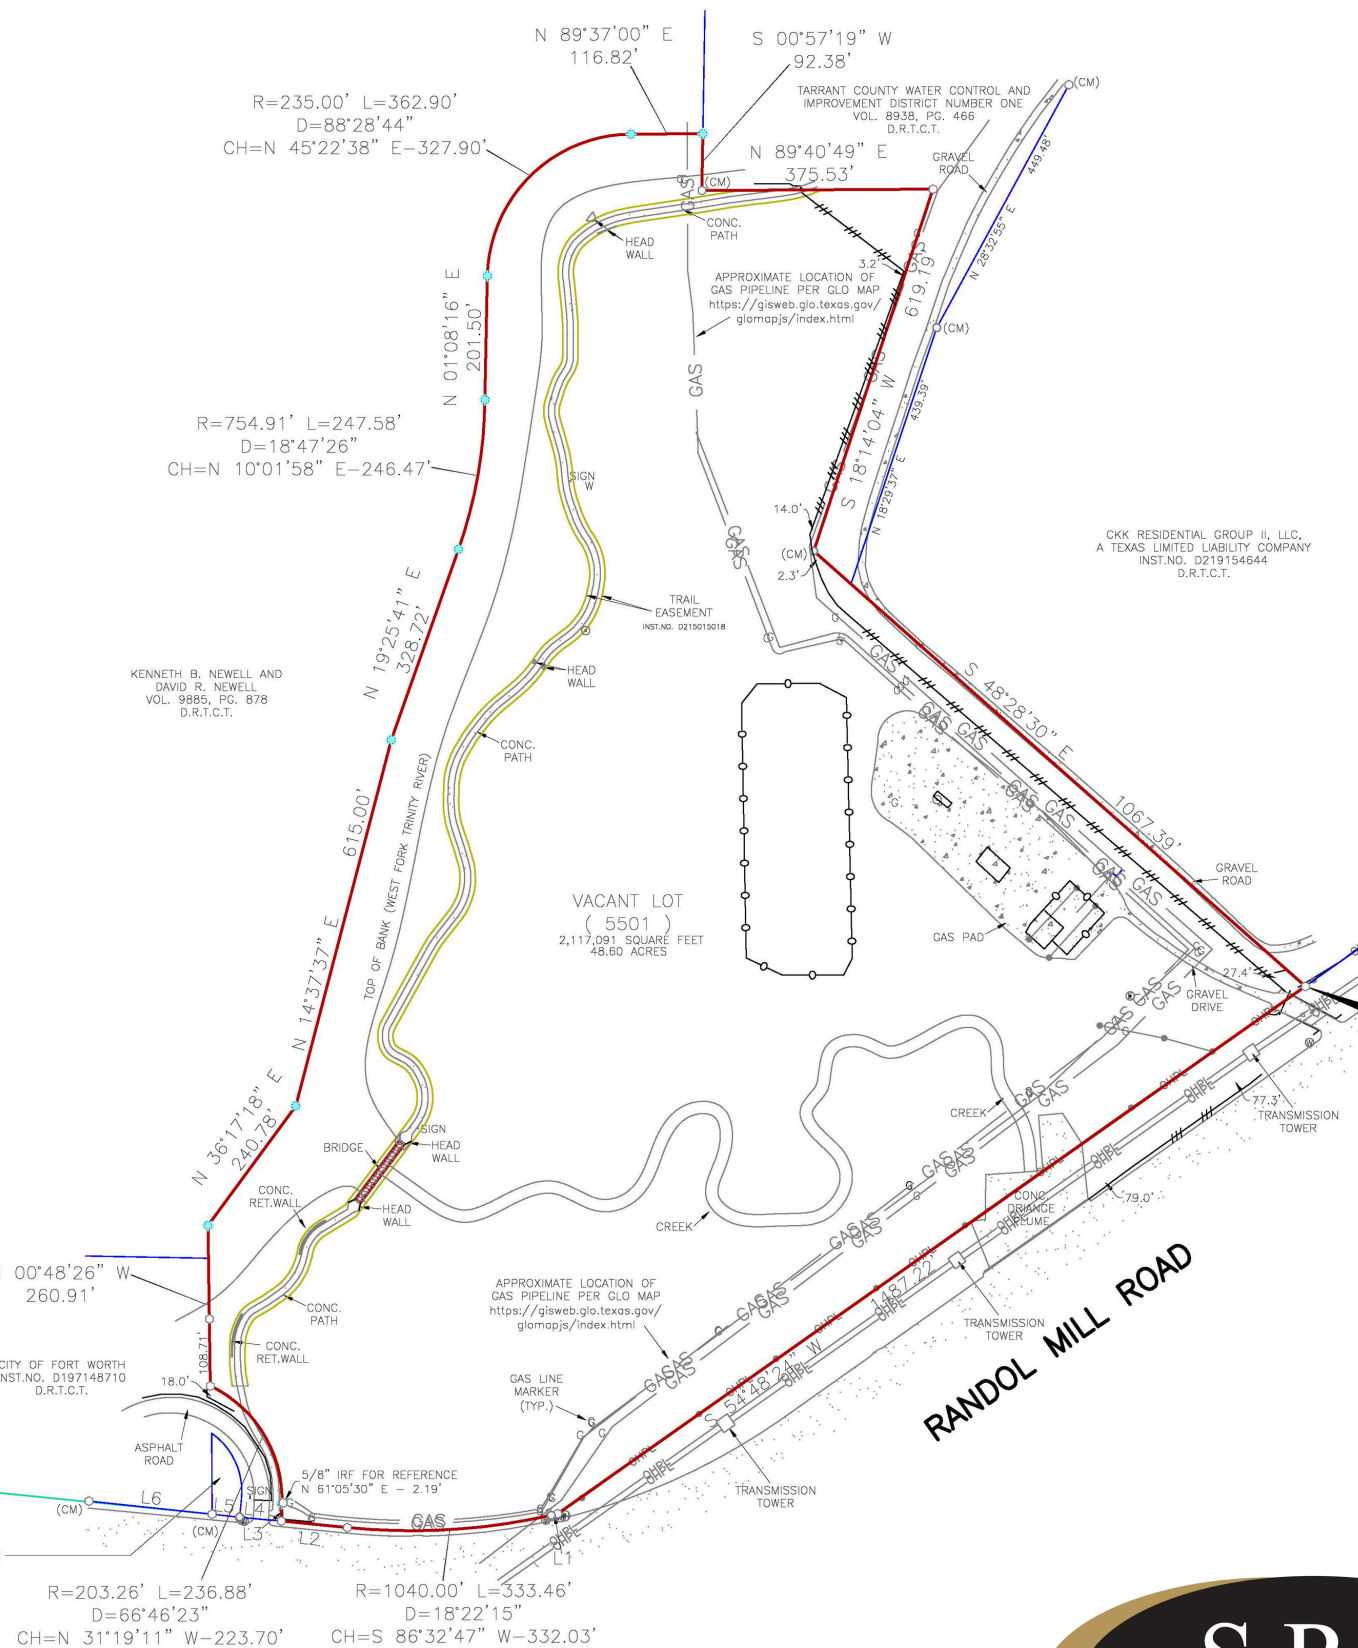 N 89°37'00" E
116.82'
S 00°57'19" W
92.38'
R=235.00' L=362.90'
D=88°28'44"
CH=N 45°22'38" E-327.90'
TARRANT COUNTY WATER CONTROL AND
IMPROVEMENT DISTRICT NUMBER ONE
VOL. 8938, PG. 466
D.R.T.C.T.
(CM)
N 89°40'49" E
375.53'
GRAVEL
ROAD
449.48'
N 28°32'55" E
(CM)
GAS
CONC.
PATH
HEAD
WALL
3.2'
GAS
619.19'
APPROXIMATE LOCATION OF
GAS PIPELINE PER GLO MAP
https://gisweb.glo.texas.gov/
glomapjs/index.html
(CM)
N 01°08'16" E
201.50'
GAS
S 18°14'04" W
439.39'
N 18°29'37" E
R=754.91' L=247.58'
D=18°47'26"
CH=N 10°01'58" E-246.47'
SIGN
W
14.0'
(CM)
2.3'
CKK RESIDENTIAL GROUP II, LLC,
A TEXAS LIMITED LIABILITY COMPANY
INST.NO. D219154644
D.R.T.C.T.
N 19°25'41" E
328.72'
TRAIL
EASEMENT
INST.NO. D215015018
KENNETH B. NEWELL AND
DAVID R. NEWELL
VOL. 9885, PG. 878
D.R.T.C.T.
HEAD
WALL
GAS
S 48°28'30" E
1067.39'
GAS GAS
CONC.
PATH
TOP OF BANK (WEST FORK TRINITY RIVER)
615.00'
N 14°37'37" E
GAS GAS
GRAVEL
ROAD
VACANT LOT
( 5501 )
2,117,091 SQUARE FEET
48.60 ACRES
GAS PAD
27.4'
GRAVEL
DRIVE
OHPL
N 36°17'18" E
240.78'
CREEK
77.3'
TRANSMISSION
TOWER
SIGN
BRIDGE
HEAD
WALL
CONC.
RET.WALL
HEAD
WALL
79.0'
CONC.
DRIANGE
FLUME
CREEK
00°48'26" W
260.91'
APPROXIMATE LOCATION OF
GAS PIPELINE PER GLO MAP
https://gisweb.glo.texas.gov/
glomapjs/index.html
1487.22'
S 54°48'24" W
RANDOL MILL ROAD
CONC.
PATH
TRANSMISSION
TOWER
CONC.
RET.WALL
108.71'
CITY OF FORT WORTH
NST.NO. D197148710
D.R.T.C.T.
18.0'
GAS LINE
MARKER
(TYP.)
ASPHALT
ROAD
5/8" IRF FOR REFERENCE
N 61°05'30" E - 2.19'
TRANSMISSION
TOWER
SIGN
L6
L5
L4
(CM)
(CM)
L3
L2
GAS
L1
R=203.26' L=236.88'
D=66°46'23"
CH=N 31°19'11" W-223.70'
R=1040.00' L=333.46'
D=18°22'15"
CH=S 86°32'47" W-332.03'